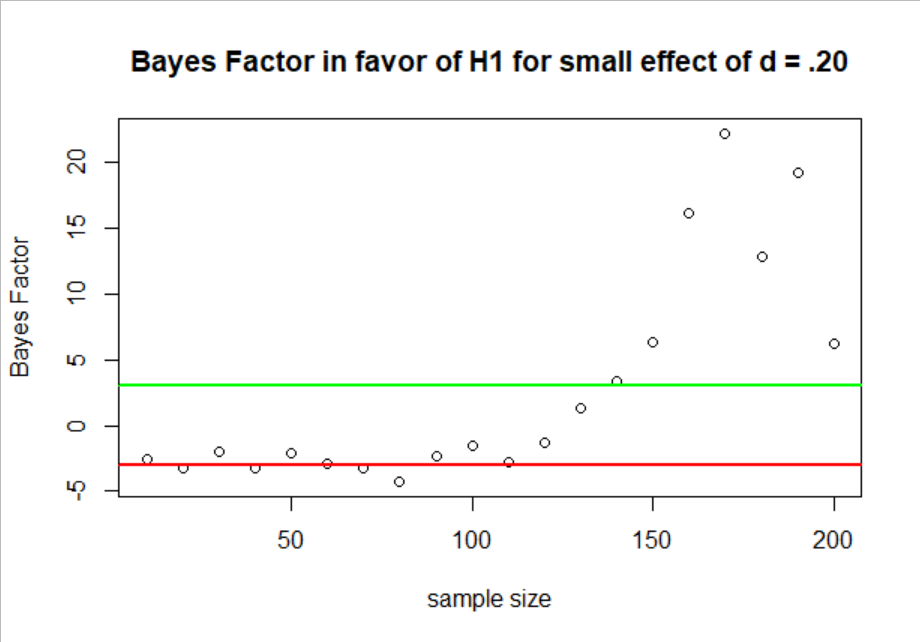 Bayes Factor in favor of H1 for small effect of d = .20
Bayes Factor
20
15
10
5
0
-5
50 100 150 200
sample size